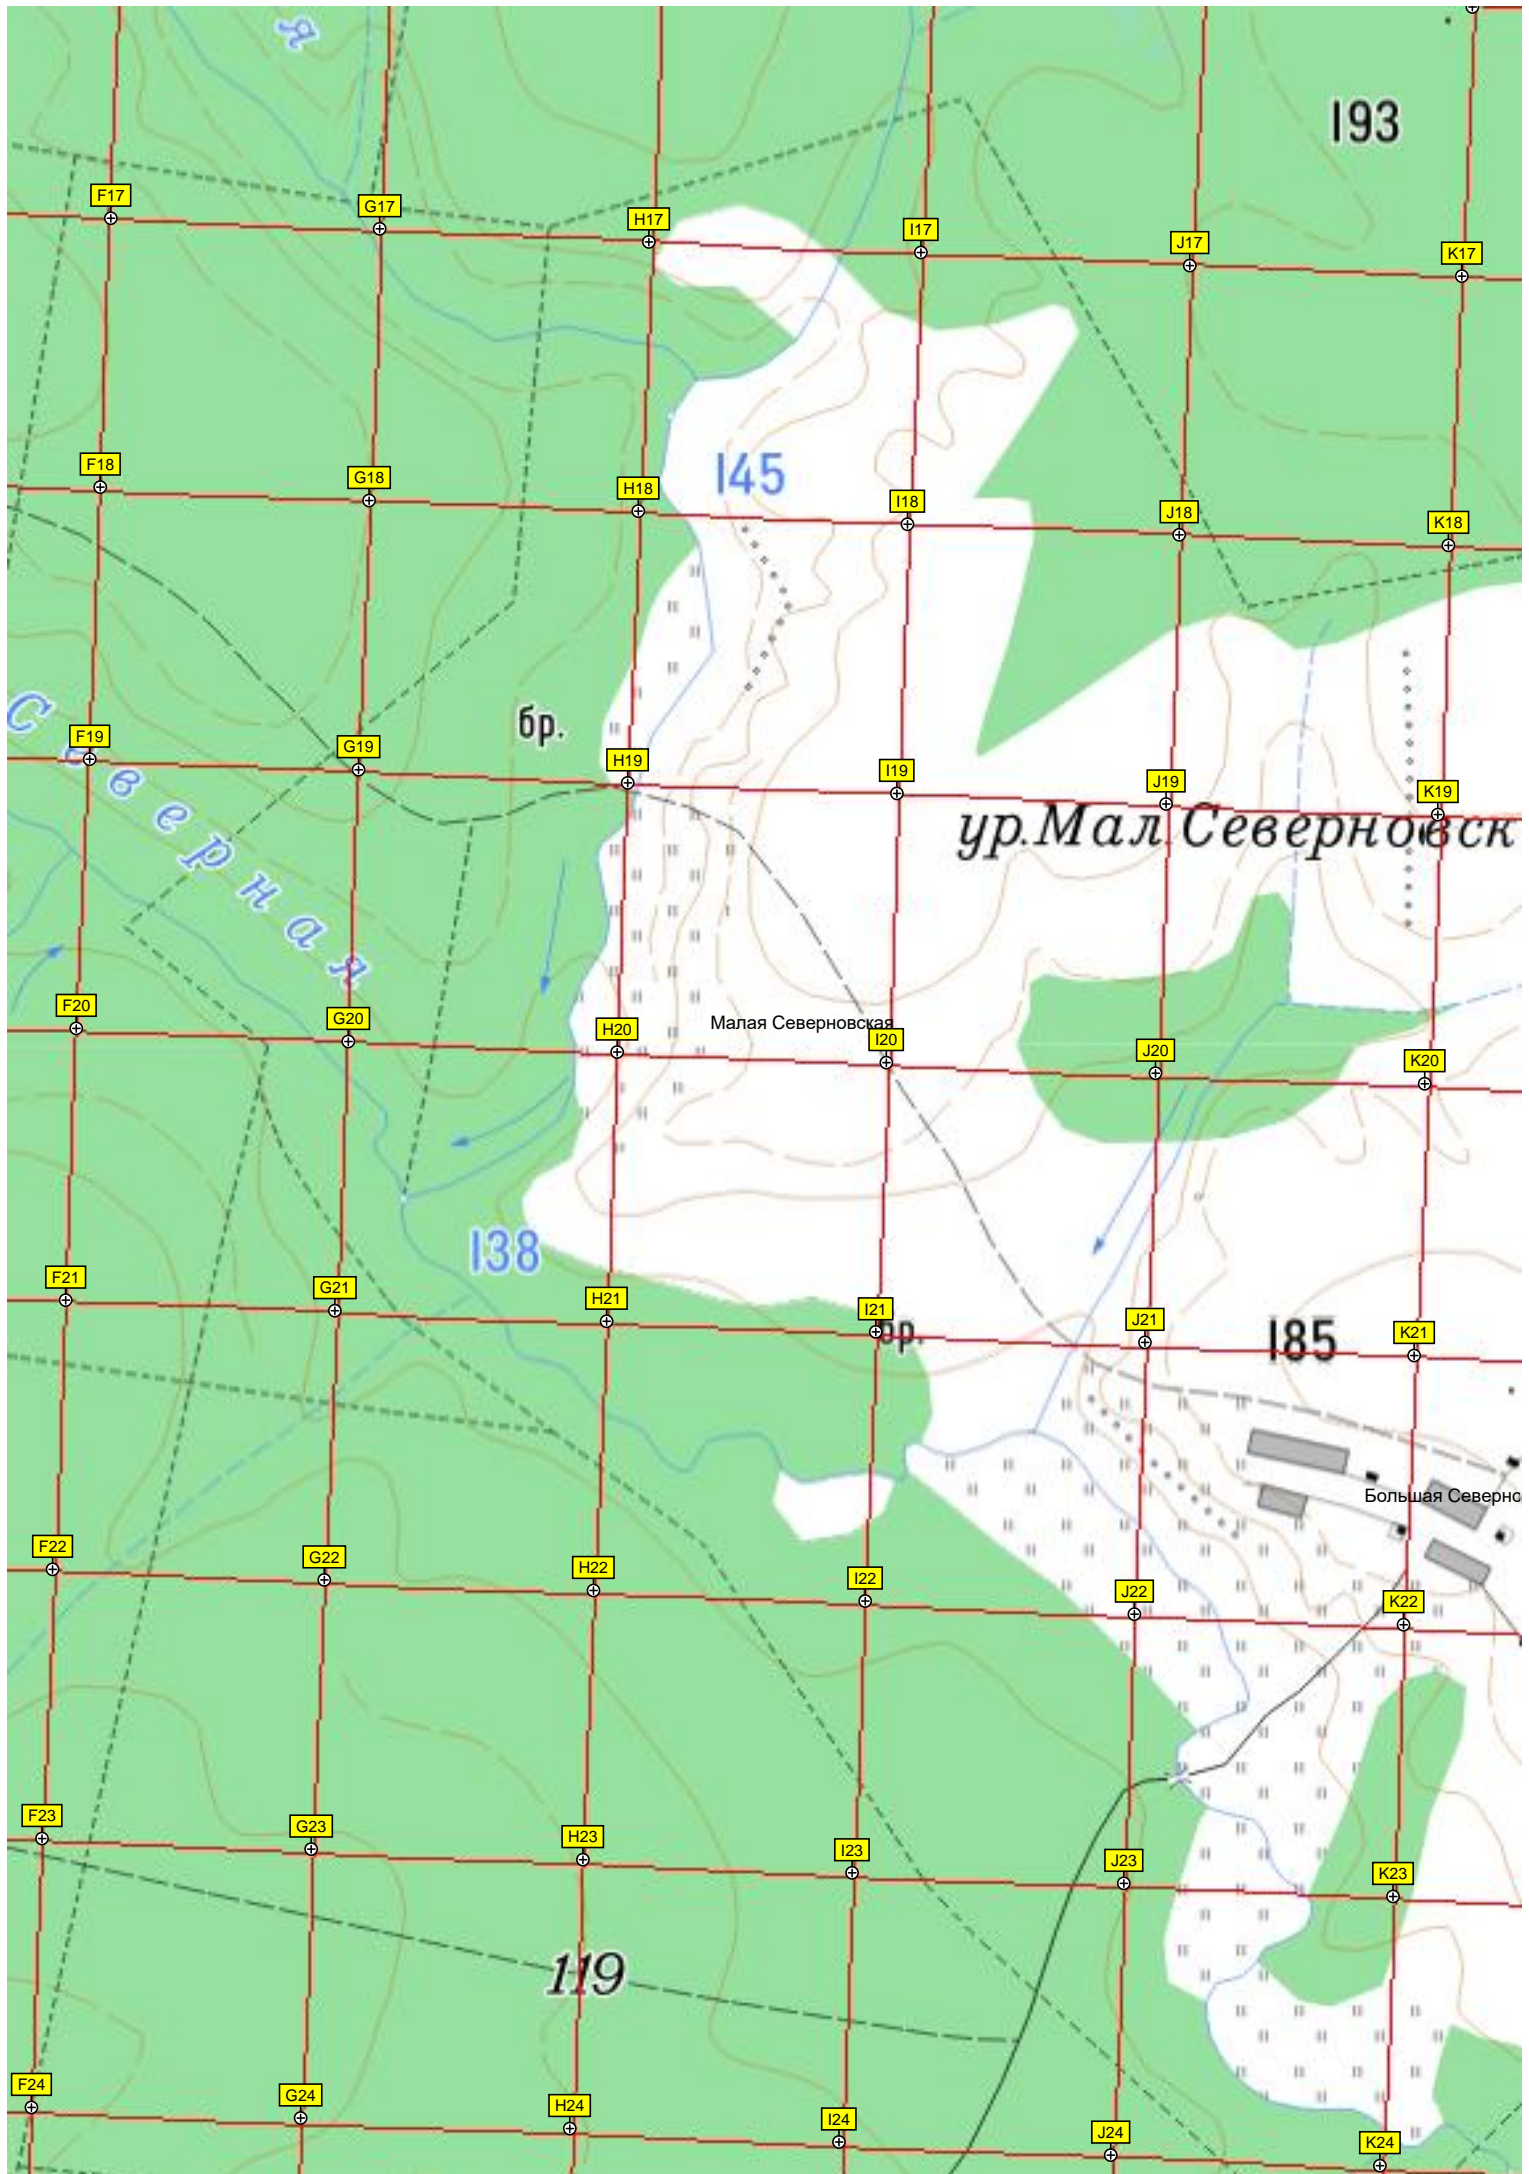 я
193
F17 G17 H17 I17 J17 K17
145
F18 G18 H18 I18 J18 K18
Северная
бр.
F19 G19 H19 I19 J19 K19
ур.Мал.Северновск
Малая Северновская
F20 G20 H20 I20 J20 K20
138
F21 G21 H21 I21 J21 K21
бр.
185
Большая Северно
F22 G22 H22 I22 J22 K22
F23 G23 H23 I23 J23 K23
119
F24 G24 H24 I24 J24 K24